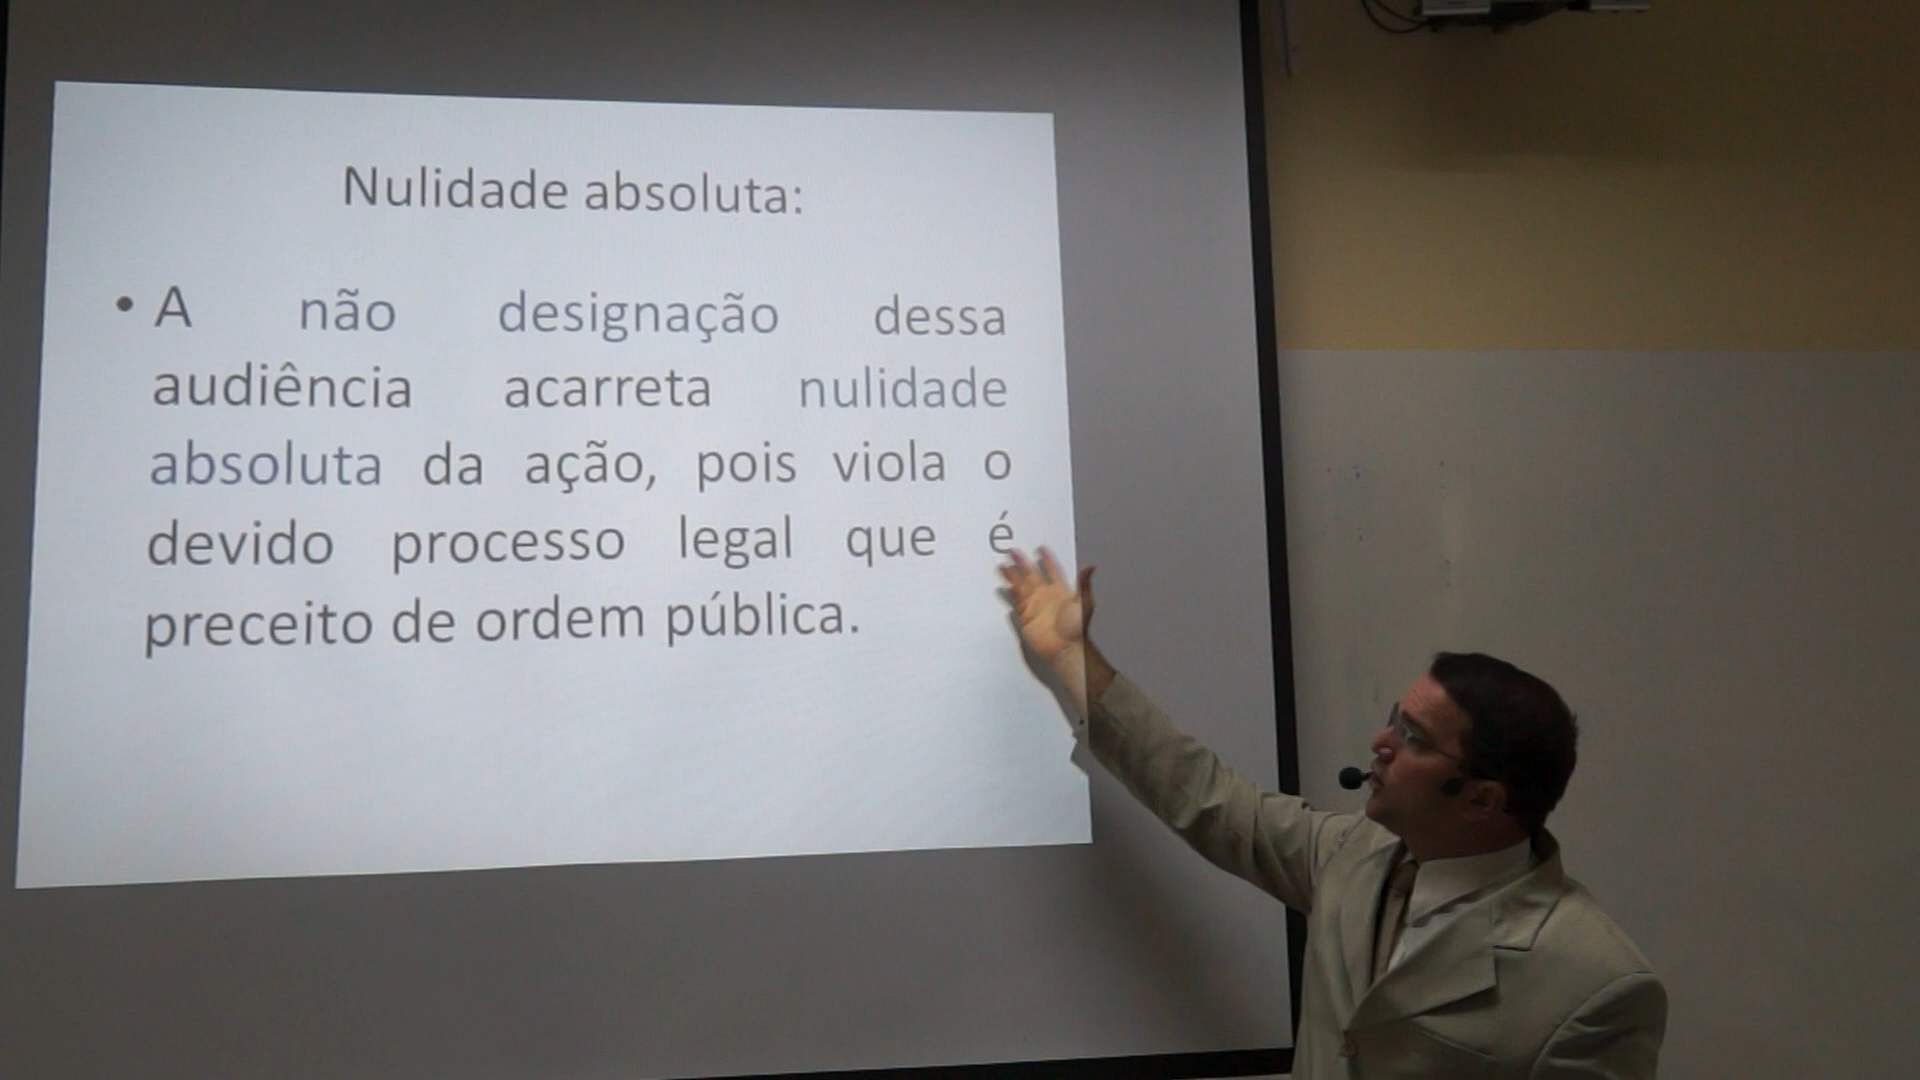 Nulidade absoluta:
• A não designação dessa
audiência acarreta nulidade
absoluta da ação, pois viola o
devido processo legal que é
preceito de ordem pública.